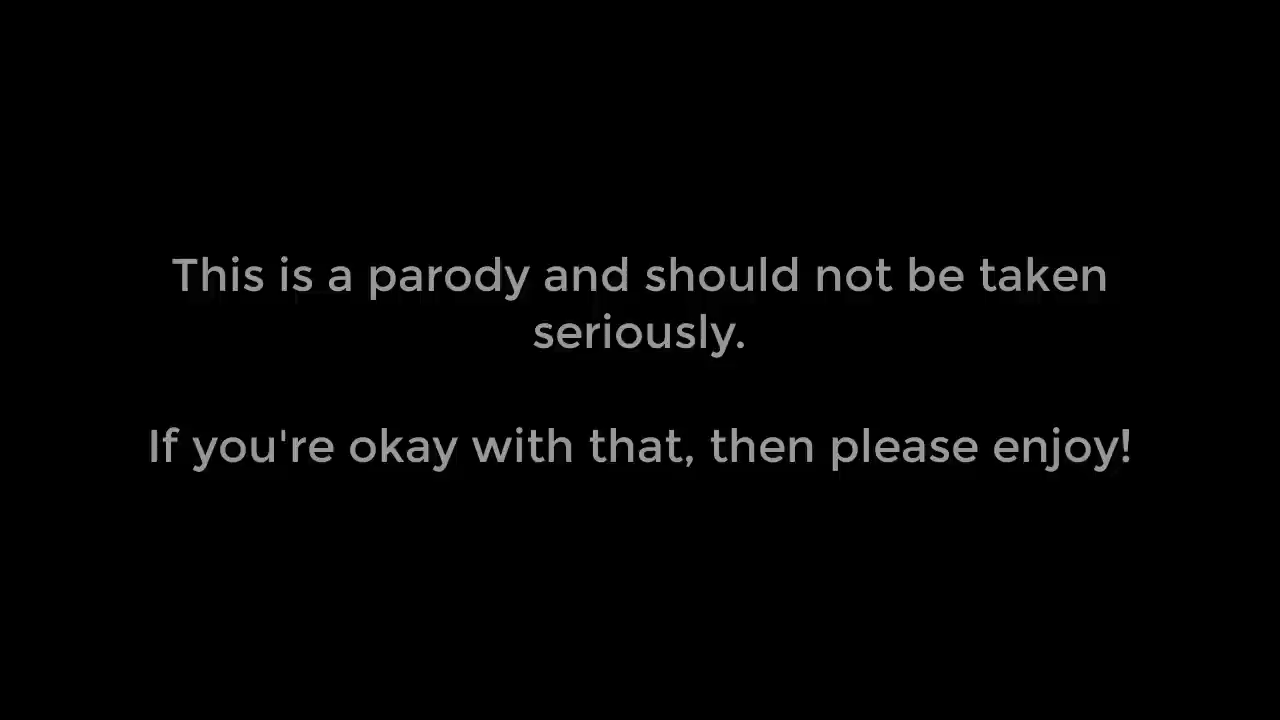 This is a parody and should not be taken
seriously.
If you're okay with that, then please enjoy!